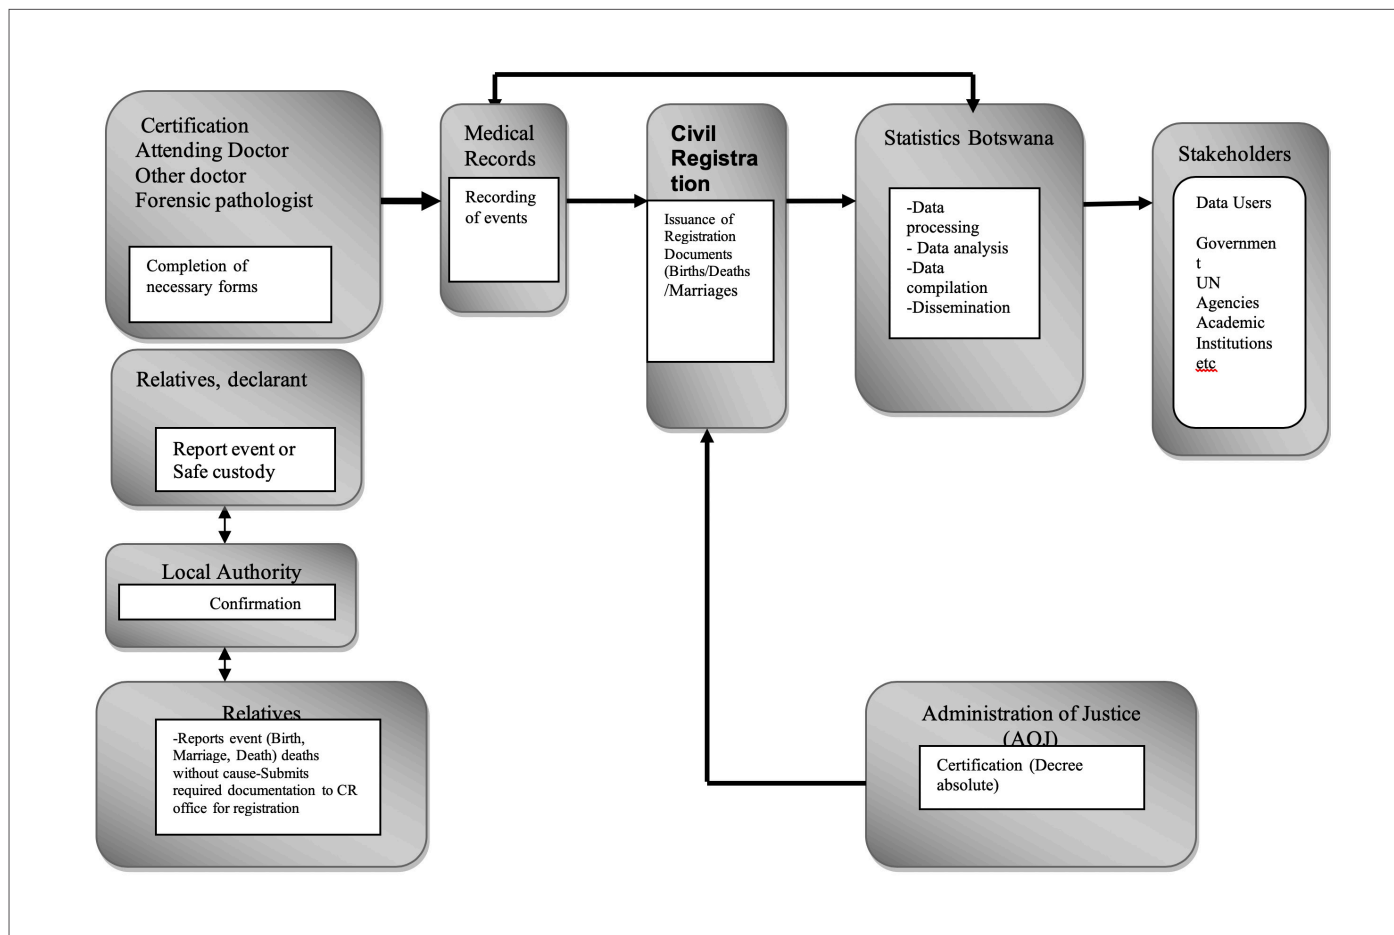 Certification
Attending Doctor
Other doctor
Forensic pathologist
Completion of
necessary forms
Medical
Records
Recording
of events
Civil
Registra
tion
Issuance of
Registration
Documents
(Births/Deaths
/Marriages
Statistics Botswana
-Data
processing
- Data analysis
-Data
compilation
-Dissemination
Stakeholders
Data Users
Governmen
t
UN
Agencies
Academic
Institutions
etc
Relatives, declarant
Report event or
Safe custody
Local Authority
Confirmation
Relatives
-Reports event (Birth,
Marriage, Death) deaths
without cause-Submits
required documentation to CR
office for registration
Administration of Justice
(AOJ)
Certification (Decree
absolute)